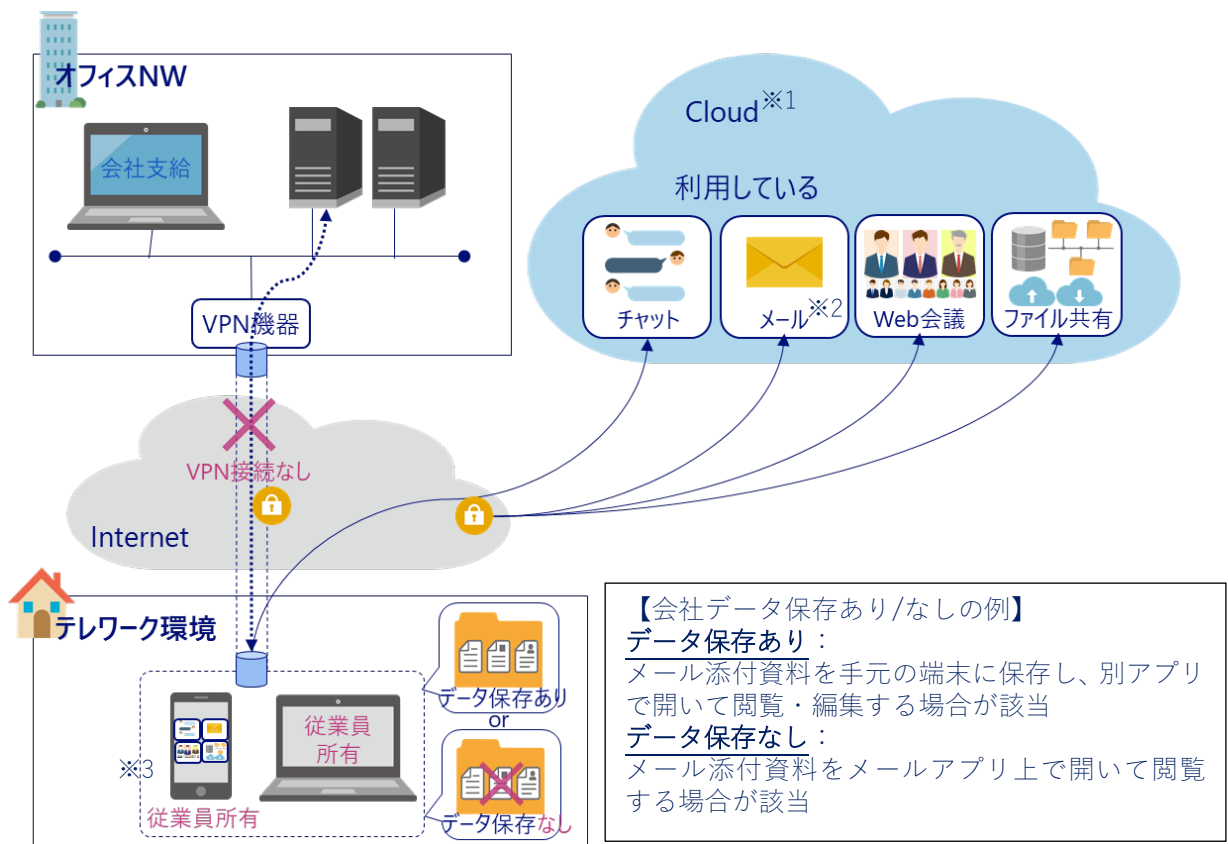 オフィスNW
会社支給
VPN機器
Cloud※1
利用している
チャット
メール※2
Web会議
ファイル共有
VPN接続なし
Internet
テレワーク環境
データ保存あり
or
データ保存なし
従業員
所有
※3
従業員所有
【会社データ保存あり/なしの例】
データ保存あり：
メール添付資料を手元の端末に保存し、別アプリ
で開いて閲覧・編集する場合が該当
データ保存なし：
メール添付資料をメールアプリ上で開いて閲覧
する場合が該当